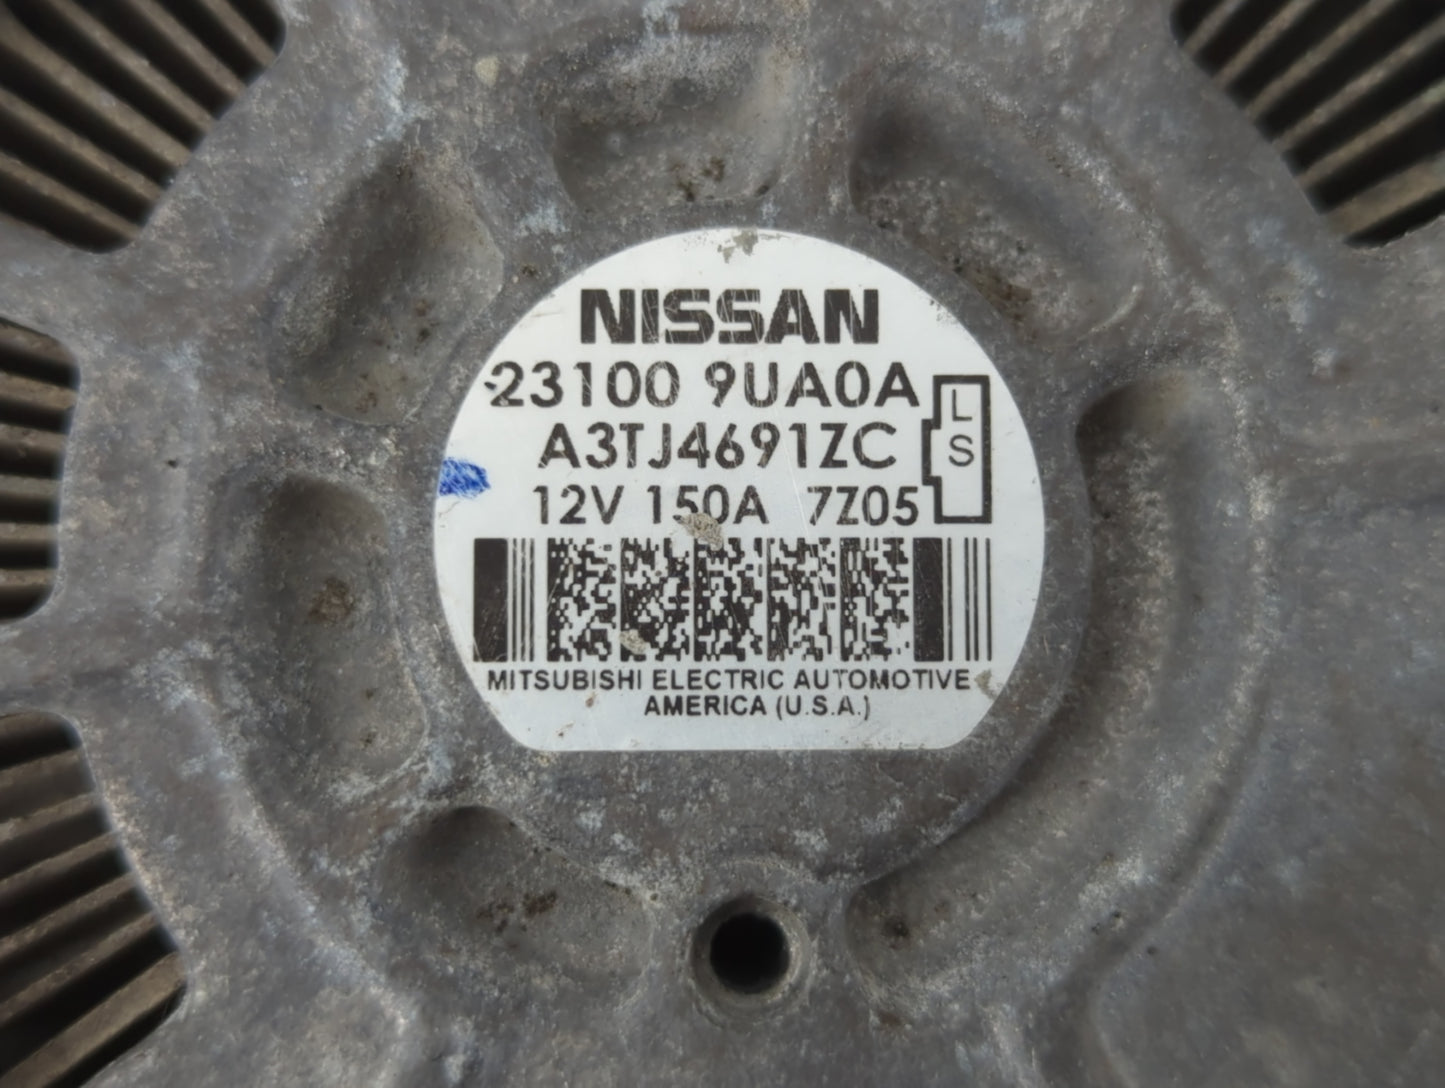 NISSAN
23100 9UA0A
L
A3TJ4691ZC
S
12V 150A 7Z05
MITSUBISHI ELECTRIC AUTOMOTIVE
AMERICA (U.S.A.)